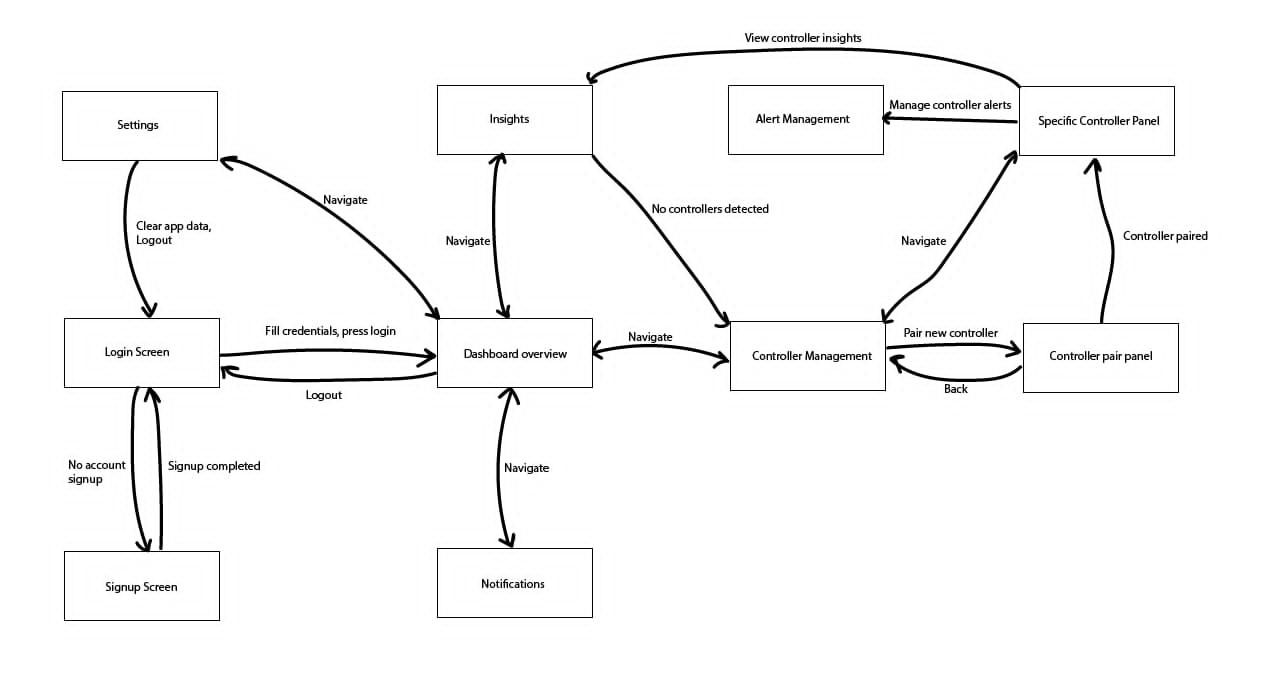 View controller insights
Settings
Insights
Alert Management
Manage controller alerts
Specific Controller Panel
Clear app data,
Logout
Navigate
Navigate
No controllers detected
Navigate
Controller paired
Login Screen
Fill credentials, press login
Logout
Dashboard overview
Navigate
Controller Management
Pair new controller
Back
Controller pair panel
No account
signup
Signup completed
Navigate
Signup Screen
Notifications